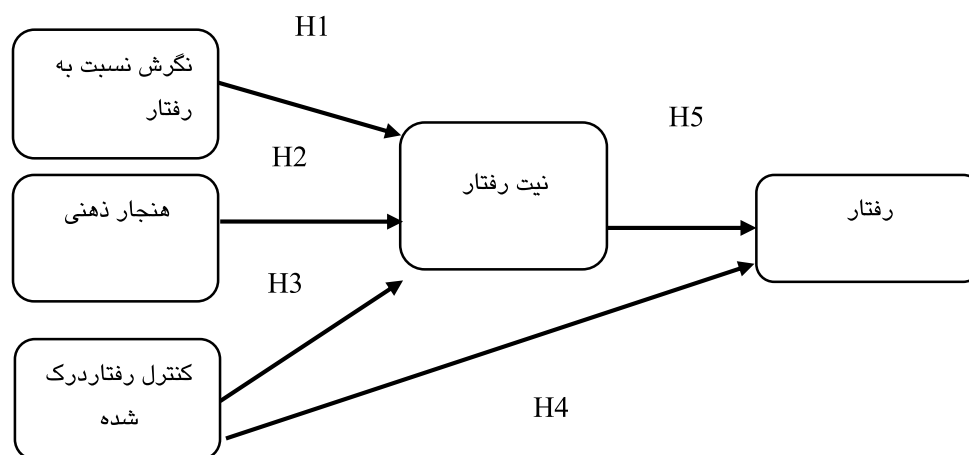 H1
نگرش نسبت به
رفتار
H2
هنجار ذهنی
H3
کنترل رفتاردرک
شده
نیت رفتار
H5
رفتار
H4